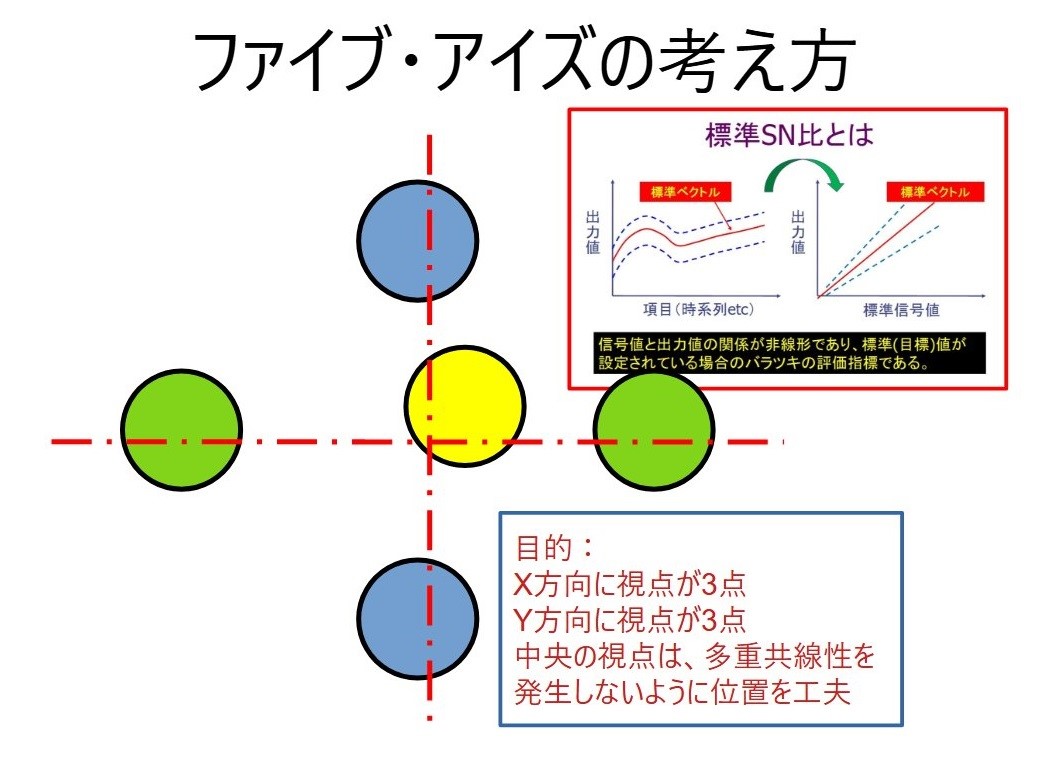 ファイブ・アイズの考え方
標準SN比とは
標準ベクトル
標準ベクトル
出力値
出力値
項目(時系列etc)
標準信号値
信号値と出力値の関係が非線形であり、標準(目標)値が
設定されている場合のバラツキの評価指標である。
目的：
X方向に視点が3点
Y方向に視点が3点
中央の視点は、多重共線性を
発生しないように位置を工夫